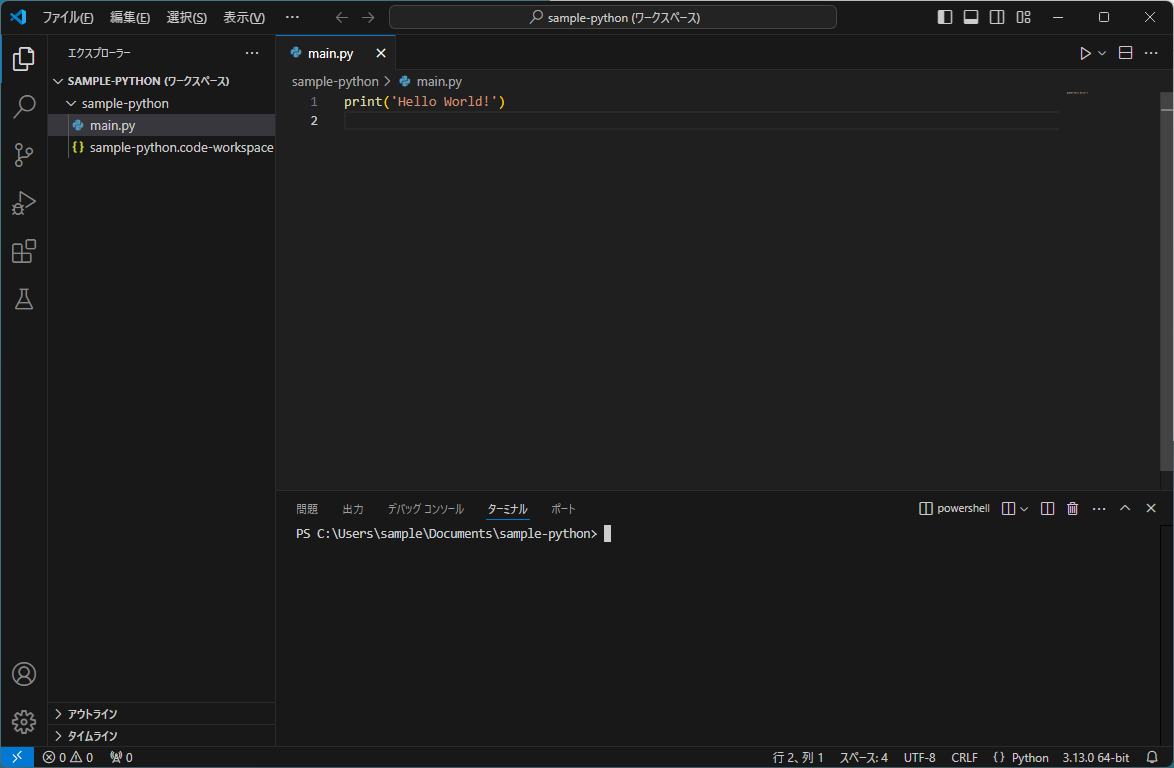 ファイル(F) 編集(E) 選択(S) 表示(V) ··· sample-python (ワークスペース)
エクスプローラー ···
SAMPLE-PYTHON (ワークスペース)
sample-python
main.py
sample-python.code-workspace
アウトライン
タイムライン
main.py
sample-python > main.py
1 print('Hello World!')
2
問題 出力 デバッグ コンソール ターミナル ポート powershell
PS C:\Users\sample\Documents\sample-python>
0 0 0 行 2、列 1 スペース: 4 UTF-8 CRLF {} Python 3.13.0 64-bit